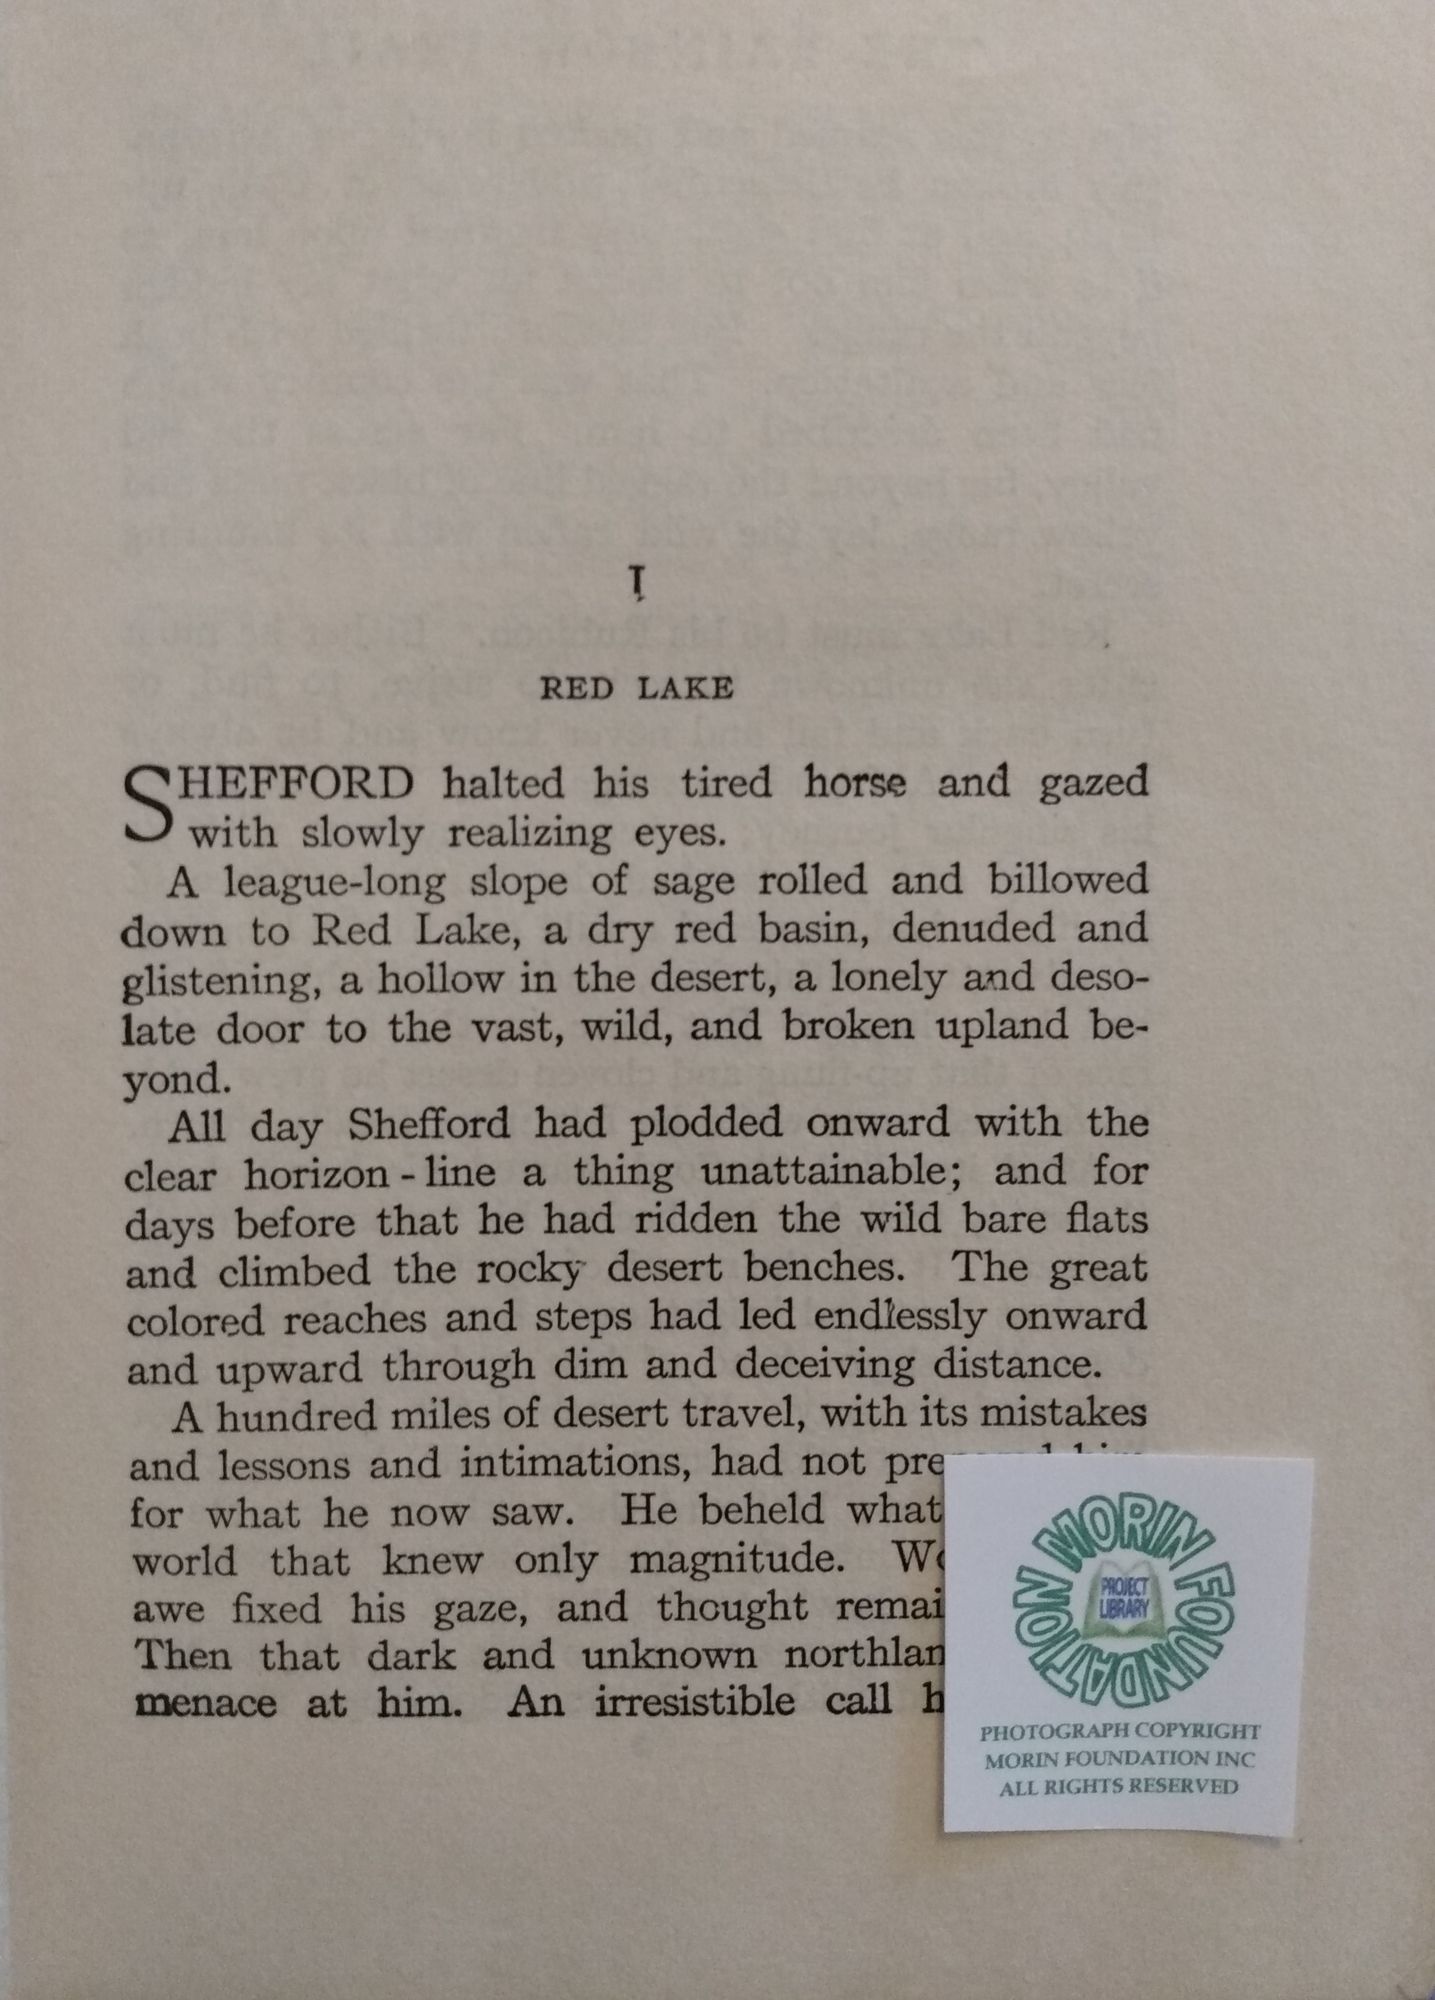 I
RED LAKE
SHEFFORD halted his tired horse and gazed
with slowly realizing eyes.
A league-long slope of sage rolled and billowed
down to Red Lake, a dry red basin, denuded and
glistening, a hollow in the desert, a lonely and deso-
late door to the vast, wild, and broken upland be-
yond.
All day Shefford had plodded onward with the
clear horizon-line a thing unattainable; and for
days before that he had ridden the wild bare flats
and climbed the rocky desert benches. The great
colored reaches and steps had led endlessly onward
and upward through dim and deceiving distance.
A hundred miles of desert travel, with its mistakes
and lessons and intimations, had not
for what he now saw. He beheld what
world that knew only magnitude.
awe fixed his gaze, and thought
Then that dark and unknown
menace at him. An irresistible call
MORIN FOUNDATION
PROJECT
LIBRARY
PHOTOGRAPH COPYRIGHT
MORIN FOUNDATION INC
ALL RIGHTS RESERVED